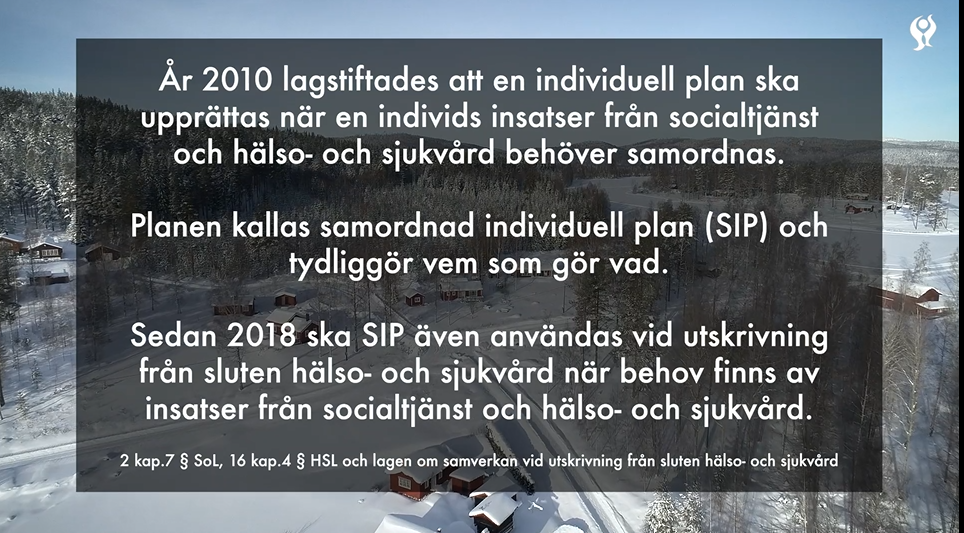 År 2010 lagstiftades att en individuell plan ska
upprättas när en individs insatser från socialtjänst
och hälso- och sjukvård behöver samordnas.
Planen kallas samordnad individuell plan (SIP) och
tydliggör vem som gör vad.
Sedan 2018 ska SIP även användas vid utskrivning
från sluten hälso- och sjukvård när behov finns av
insatser från socialtjänst och hälso- och sjukvård.
2 kap.7 § SoL, 16 kap.4 § HSL och lagen om samverkan vid utskrivning från sluten hälso- och sjukvård